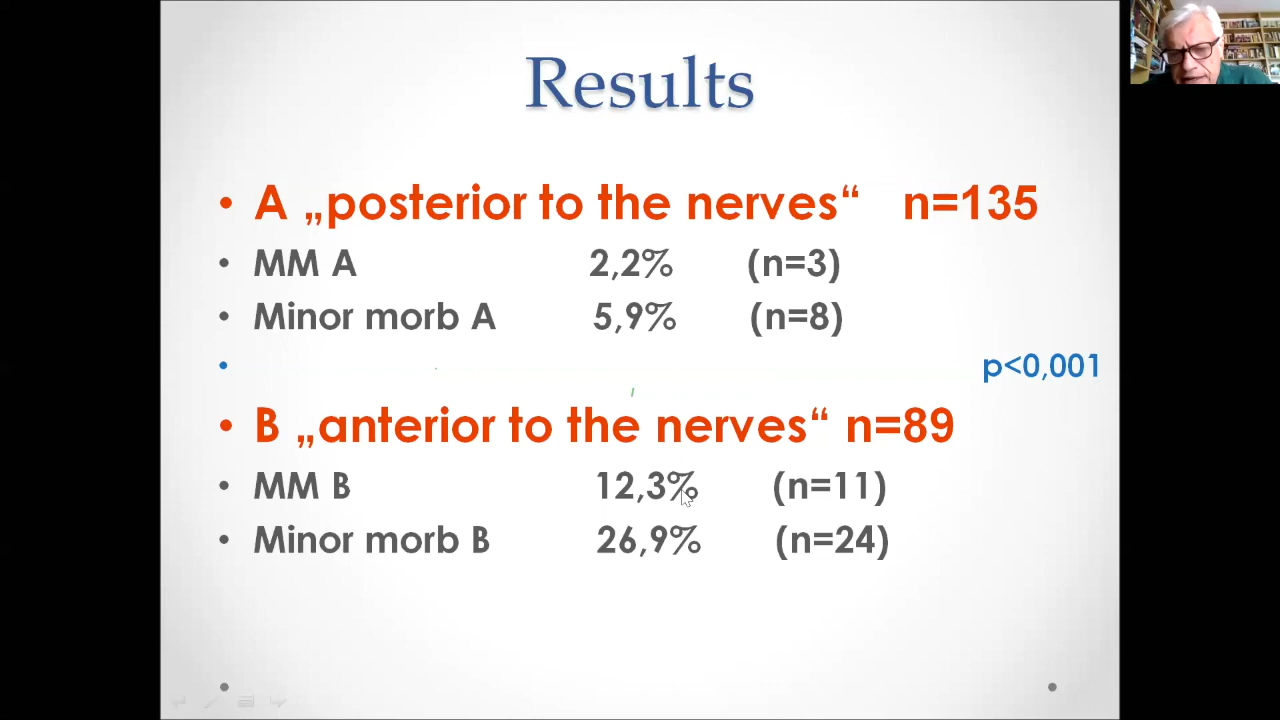 Results
• A „posterior to the nerves“ n=135
• MM A 2,2% (n=3)
• Minor morb A 5,9% (n=8)
• p<0,001
• B „anterior to the nerves“ n=89
• MM B 12,3% (n=11)
• Minor morb B 26,9% (n=24)